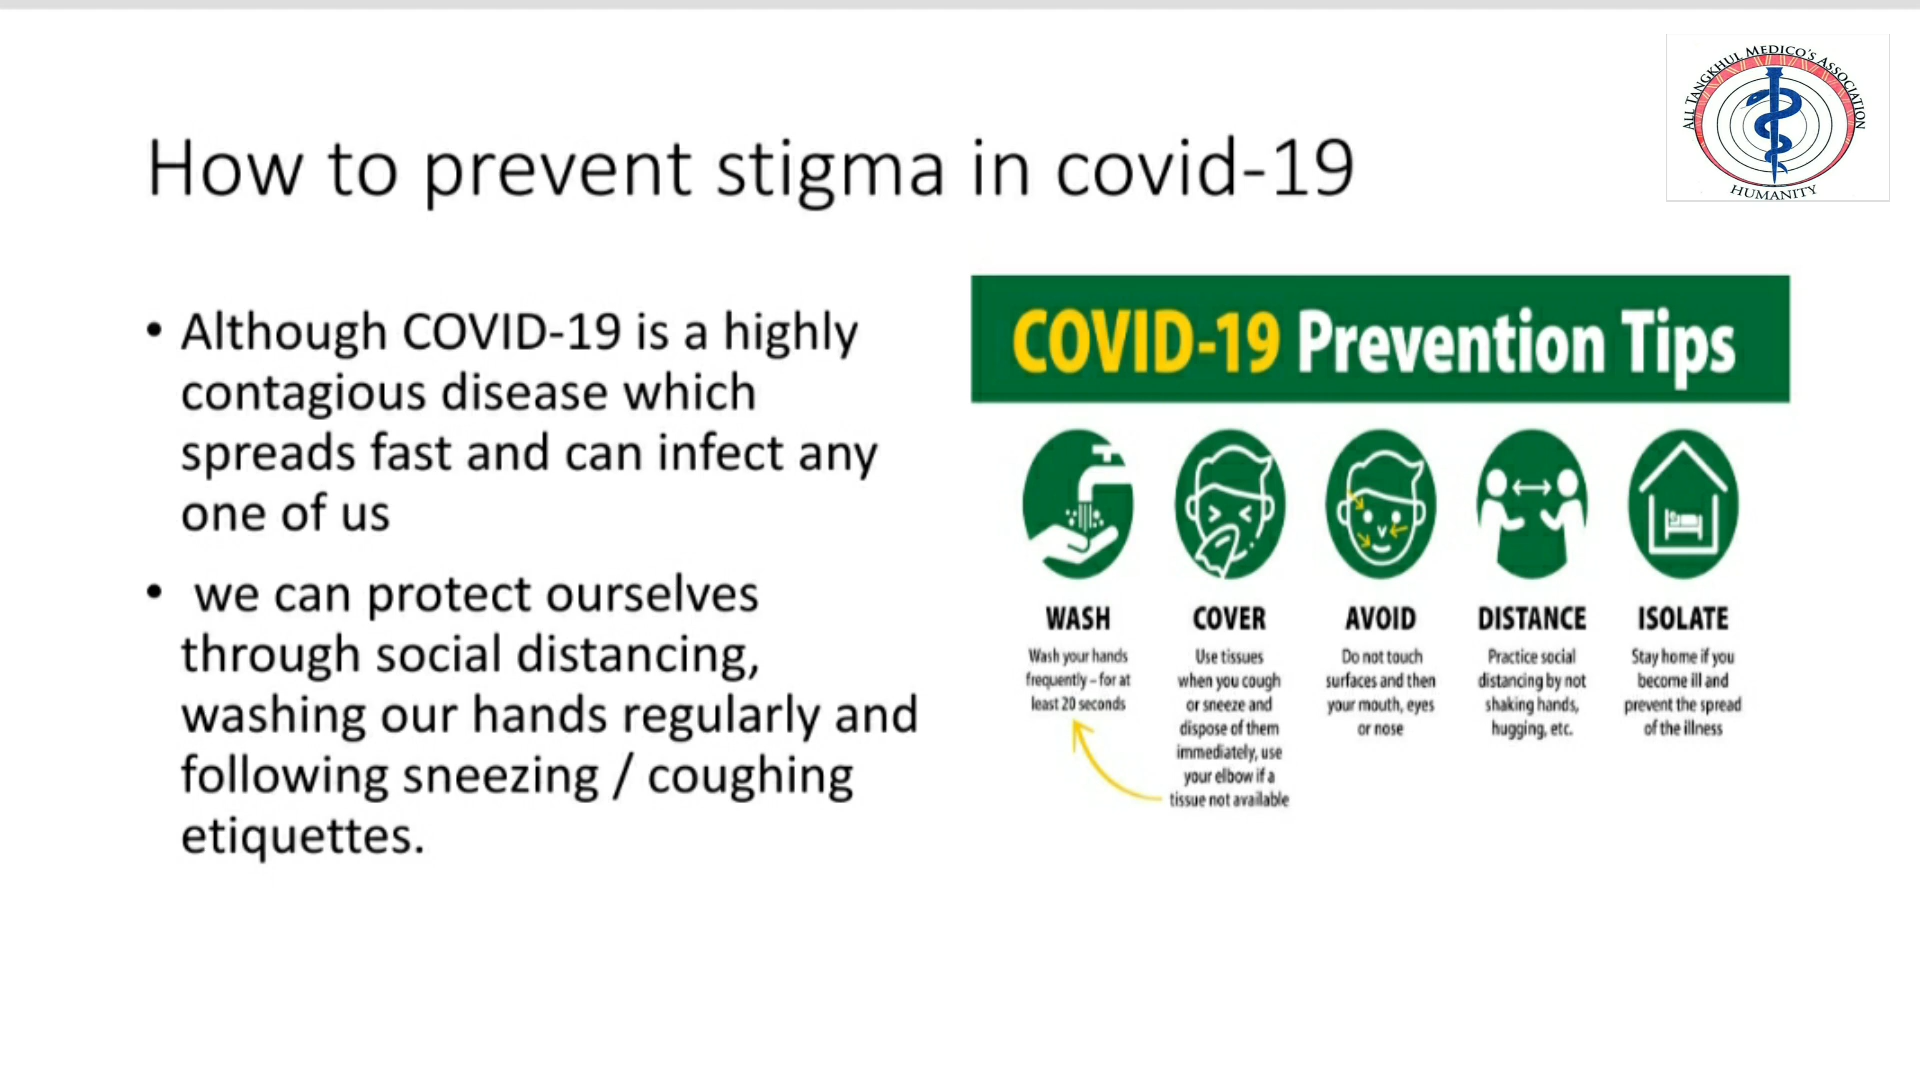 ALL TANGKHUL MEDICO'S ASSOCIATION
HUMANITY
How to prevent stigma in covid-19
• Although COVID-19 is a highly
contagious disease which
spreads fast and can infect any
one of us
• we can protect ourselves
through social distancing,
washing our hands regularly and
following sneezing / coughing
etiquettes.
COVID-19 Prevention Tips
WASH
Wash your hands
frequently – for at
least 20 seconds
COVER
Use tissues
when you cough
or sneeze and
dispose of them
immediately, use
your elbow if a
tissue not available
AVOID
Do not touch
surfaces and then
your mouth, eyes
or nose
DISTANCE
Practice social
distancing by not
shaking hands,
hugging, etc.
ISOLATE
Stay home if you
become ill and
prevent the spread
of the illness